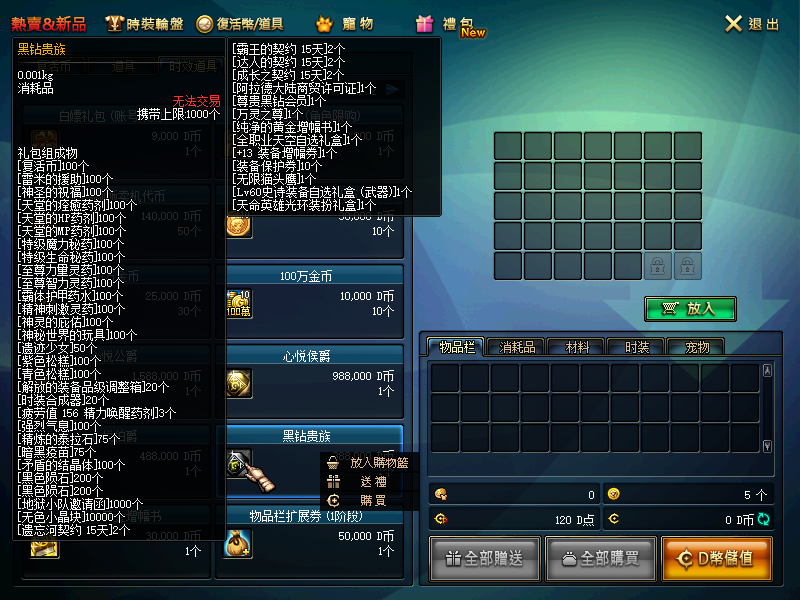 熱賣&新品
時裝輪盤
復活幣/道具
寵物
禮包
New
退出
黑钻贵族
0.001kg
消耗品
无法交易
携带上限:1000个
礼包组成物
[复活币]100个
[雷米的援助]100个
[神圣的祝福]100个
[天堂的痊癒药剂]100个
[天堂的HP药剂]100个
[天堂的MP药剂]100个
[特级魔力秘药]100个
[特级生命秘药]100个
[至尊力量灵药]100个
[至尊智力灵药]100个
[霸体护甲药水]100个
[精神刺激灵药]100个
[神灵的庇佑]100个
[神秘世界的玩具]100个
[遗迹少女]50个
[紫色松糕]100个
[青色松糕]100个
[解放的装备品级调整箱]20个
[时装合成器]20个
[疲劳值 156 精力唤醒药剂]3个
[强烈气息]100个
[精炼的泰拉石]75个
[暗黑疫苗]75个
[矛盾的结晶体]100个
[黑色陨石]200个
[黑色陨石]200个
[地狱小队邀请函]1000个
[无色小晶块]10000个
[遗忘河契约 15天]2个
[霸王的契约 15天]2个
[达人的契约 15天]2个
[成长之契约 15天]2个
[阿拉德大陆商贸许可证]1个
[尊贵黑钻会员]1个
[万灵之尊]1个
[纯净的黄金增幅书]1个
[全职业天空自选礼盒]1个
[+13 装备增幅券]1个
[装备保护券]10个
[无限猫头鹰]1个
[Lv60史诗装备自选礼盒 (武器)]1个
[天命英雄光环装扮礼盒]1个
10个
100万金币
10,000 D币
10个
心悦侯爵
988,000 D币
1个
黑钻贵族
放入購物籃
送禮
購買
物品栏扩展券 (1阶段)
50,000 D币
1个
30,000 D币
1个
放入
物品栏
消耗品
材料
时装
宠物
0
5 个
120 D点
0 D币
全部贈送
全部購買
D幣儲值